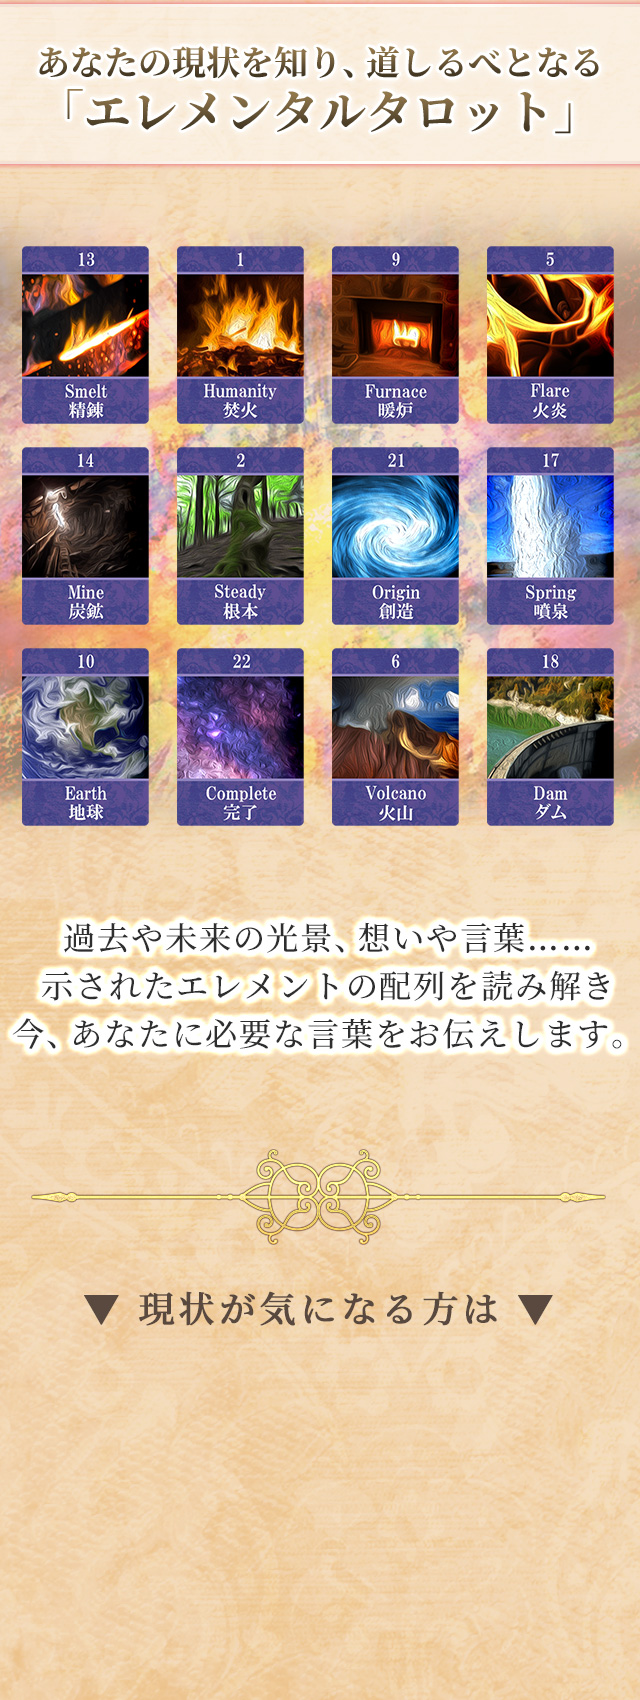 あなたの現状を知り、道しるべとなる
「エレメンタルタロット」
13
Smelt
精錬
1
Humanity
焚火
9
Furnace
暖炉
5
Flare
火炎
14
Mine
炭鉱
2
Steady
根本
21
Origin
創造
17
Spring
噴泉
10
Earth
地球
22
Complete
完了
6
Volcano
火山
18
Dam
ダム
過去や未来の光景、想いや言葉……
示されたエレメントの配列を読み解き
今、あなたに必要な言葉をお伝えします。
▼ 現状が気になる方は ▼